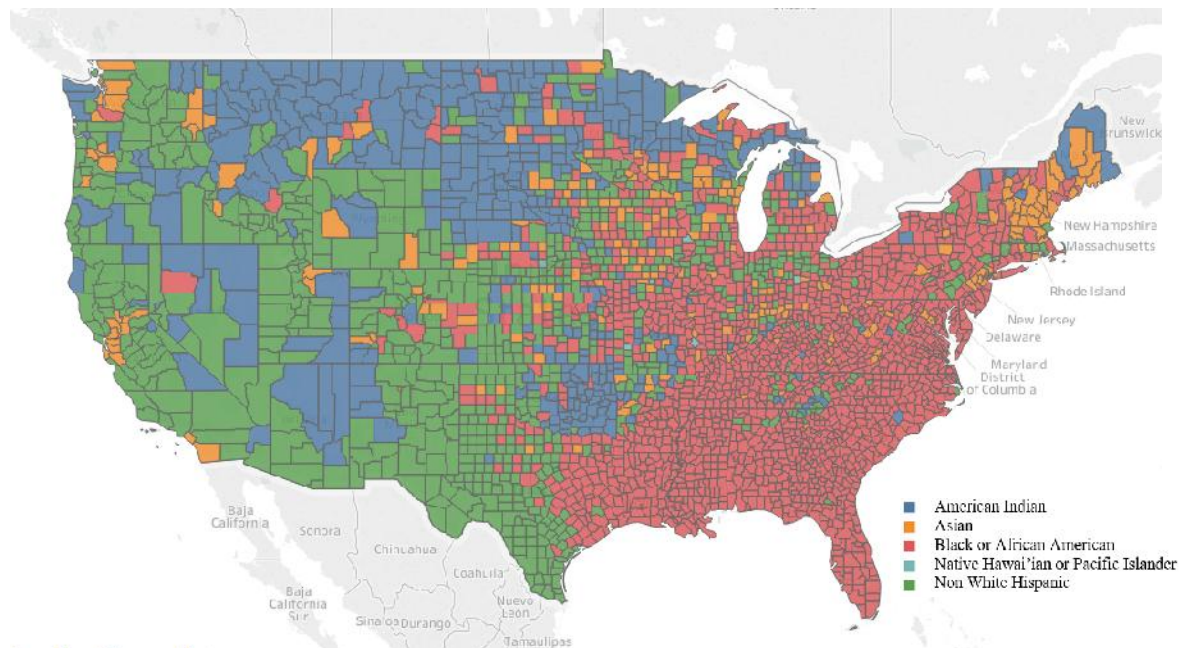 New
Brunswick
New Hampshire
Massachusetts
Rhode Island
New Jersey
Delaware
Maryland
District
of Columbia
Baja
California
Sonora
Chihuahua
Coahuila
Baja
California
Sur
Sinaloa
Durango
Nuevo
León
Tamaulipas
American Indian
Asian
Black or African American
Native Hawai'ian or Pacific Islander
Non White Hispanic